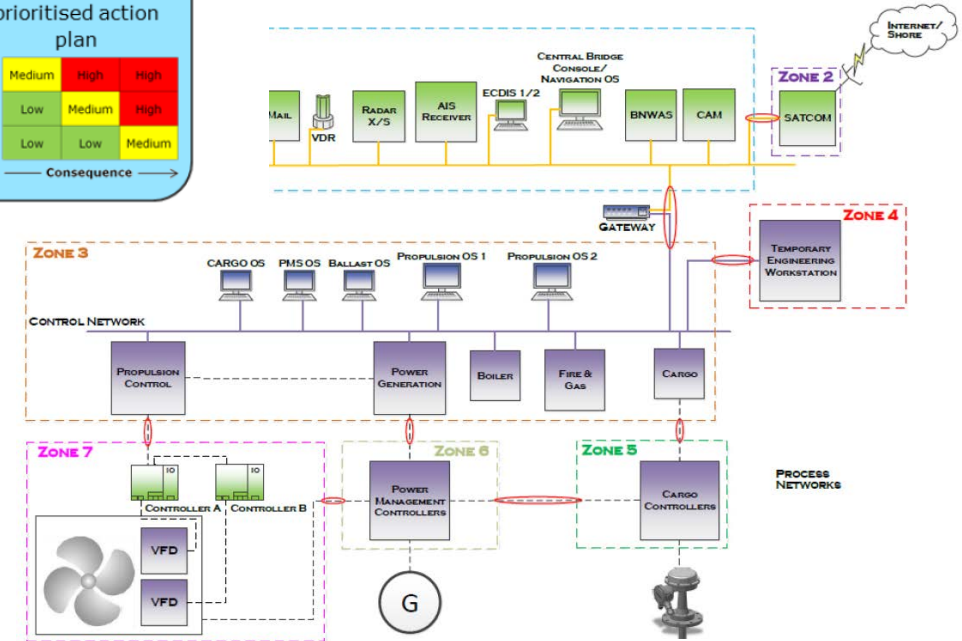 prioritised action
plan
Medium High High
Low Medium High
Low Low Medium
Consequence
INTERNET/
SHORE
ZONE 2
SATCOM
MAIL
VDR
RADAR
X/S
AIS
RECEIVER
ECDIS 1/2
CENTRAL BRIDGE
CONSOLE/
NAVIGATION OS
BNWAS
CAM
GATEWAY
ZONE 4
TEMPORARY
ENGINEERING
WORKSTATION
ZONE 3
CARGO OS
PMS OS
BALLAST OS
PROPULSION OS 1
PROPULSION OS 2
CONTROL NETWORK
PROPULSION
CONTROL
POWER
GENERATION
BOILER
FIRE &
GAS
CARGO
ZONE 7
IO
IO
CONTROLLER A
CONTROLLER B
VFD
VFD
ZONE 6
POWER
MANAGEMENT
CONTROLLERS
G
ZONE 5
CARGO
CONTROLLERS
PROCESS
NETWORKS